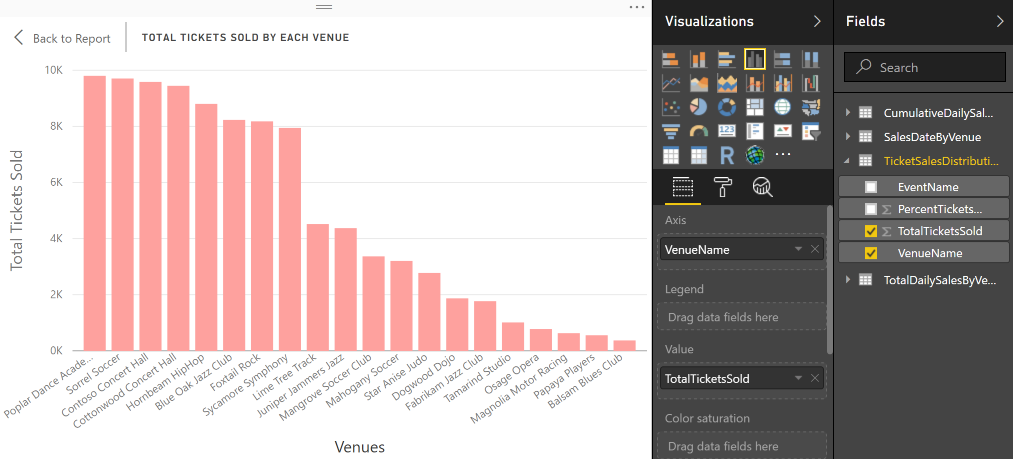 Back to Report
TOTAL TICKETS SOLD BY EACH VENUE
Total Tickets Sold
10K
8K
6K
4K
2K
0K
Poplar Dance Acade...
Sorrel Soccer
Contoso Concert Hall
Cottonwood Concert Hall
Hornbeam HipHop
Blue Oak Jazz Club
Foxtail Rock
Sycamore Symphony
Lime Tree Track
Juniper Jammers Jazz
Mangrove Soccer Club
Mahogany Soccer
Star Anise Judo
Dogwood Dojo
Fabrikam Jazz Club
Tamarind Studio
Osage Opera
Magnolia Motor Racing
Papaya Players
Balsam Blues Club
Venues
Visualizations
123
R
Axis
VenueName
Legend
Drag data fields here
Value
TotalTicketsSold
Color saturation
Drag data fields here
Fields
Search
CumulativeDailySal...
SalesDateByVenue
TicketSalesDistributi...
EventName
Σ PercentTickets...
Σ TotalTicketsSold
VenueName
TotalDailySalesByVe...